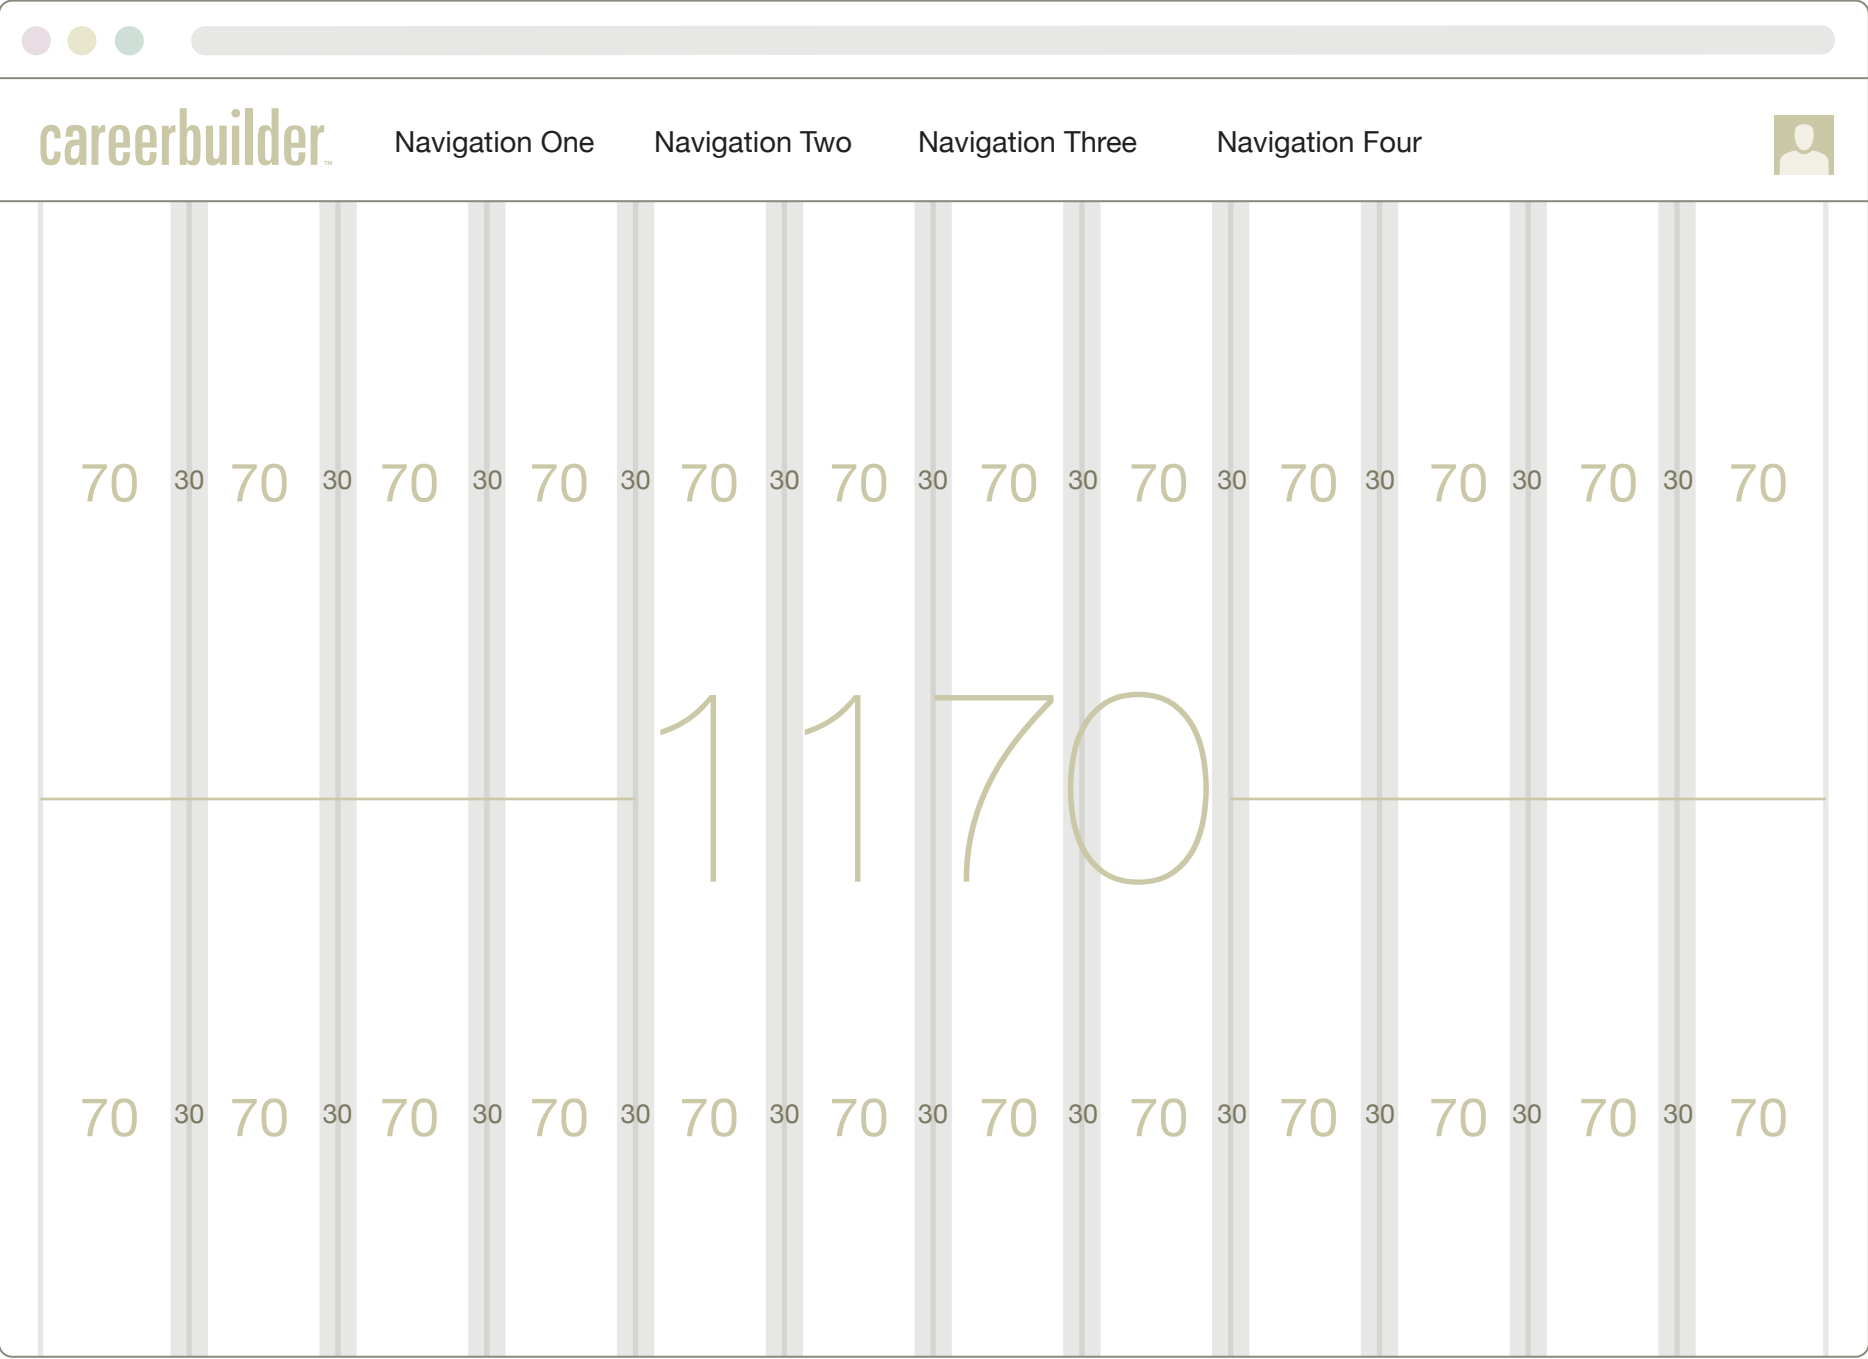 careerbuilder™ Navigation One Navigation Two Navigation Three Navigation Four
70 30 70 30 70 30 70 30 70 30 70 30 70 30 70 30 70 30 70 30 70 30 70
1170
70 30 70 30 70 30 70 30 70 30 70 30 70 30 70 30 70 30 70 30 70 30 70